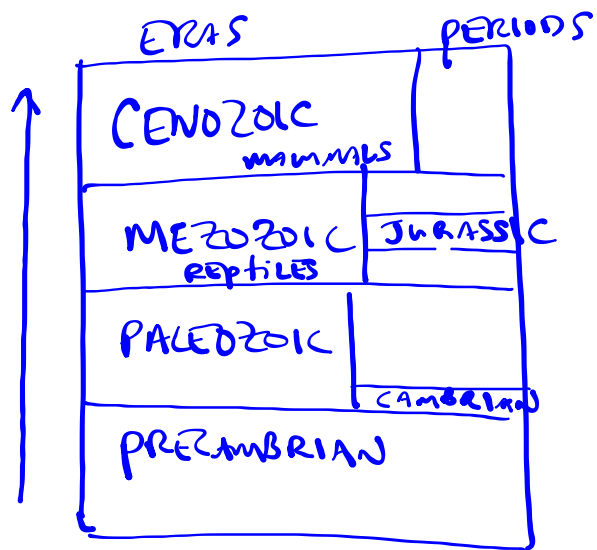 ERAS PERIODS
CENOZOIC
MAMMALS
MEZOZOIC JURASSIC
REPTILES
PALEOZOIC
CAMBRIAN
PRECAMBRIAN